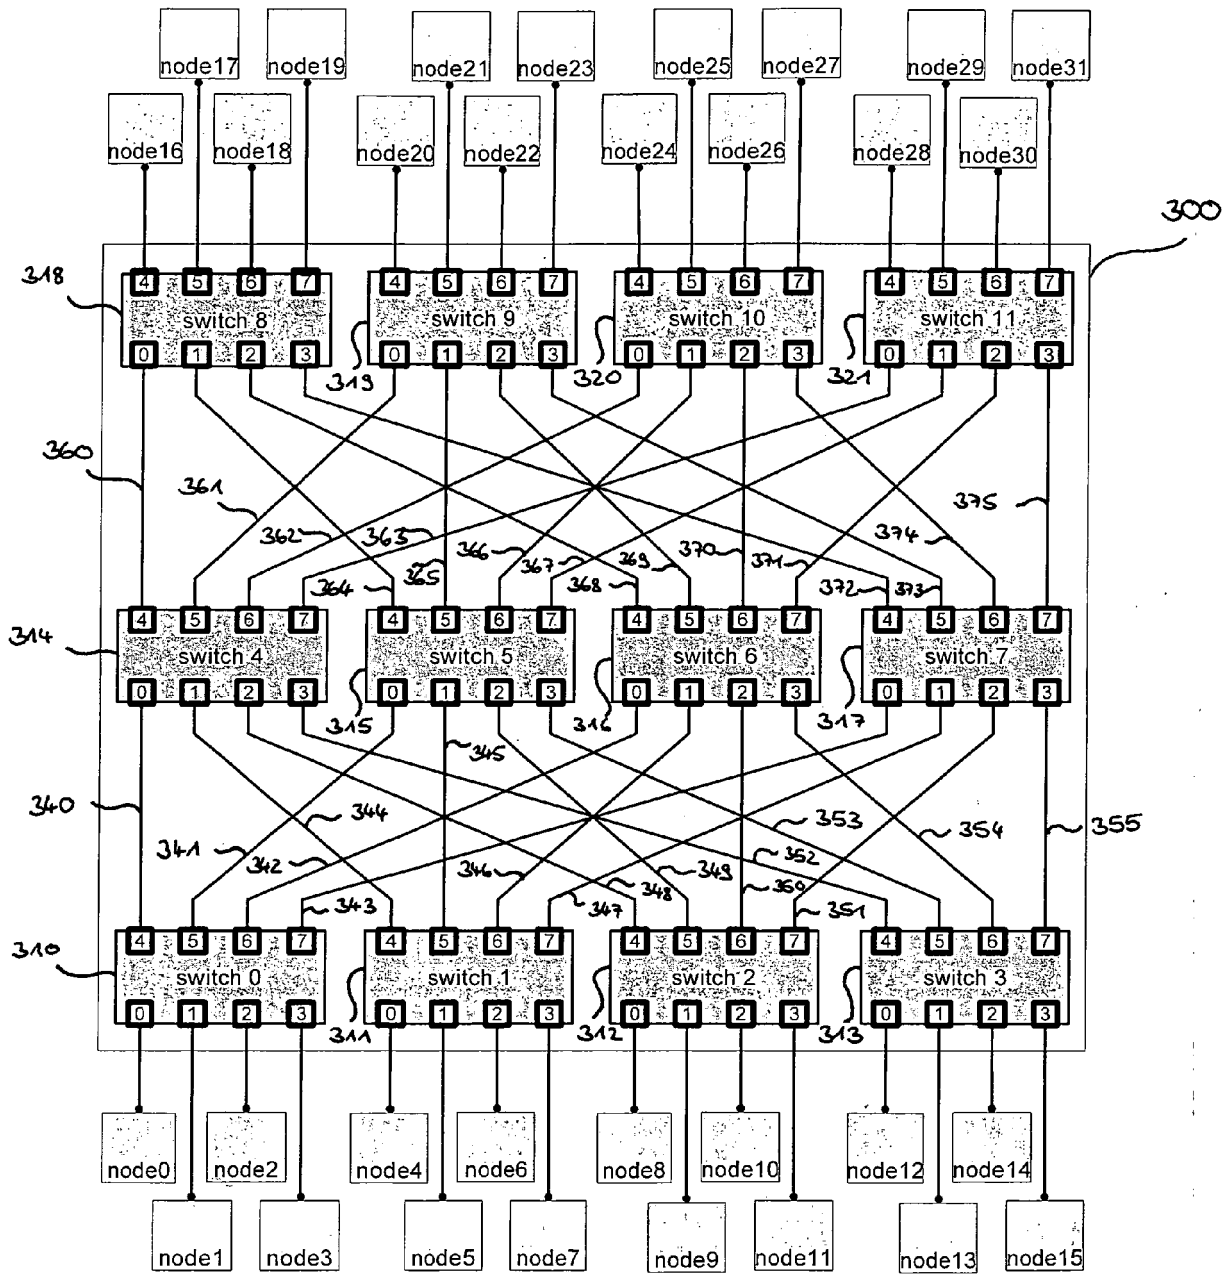 node17 node19 node21 node23 node25 node27 node29 node31
node16 node18 node20 node22 node24 node26 node28 node30
300
318
4 5 6 7 4 5 6 7 4 5 6 7 4 5 6 7
switch 8 switch 9 switch 10 switch 11
0 1 2 3 0 1 2 3 0 1 2 3 0 1 2 3
319 320 321
360
361 375
362 363 366 370 374
365 367 369 371
364 368 372 373
4 5 6 7 4 5 6 7 4 5 6 7 4 5 6 7
314
switch 4 switch 5 switch 6 switch 7
0 1 2 3 0 1 2 3 0 1 2 3 0 1 2 3
315 316 317
345
340 344 353 354 355
341 342 346 349 352
343 347 348 350 351
310
4 5 6 7 4 5 6 7 4 5 6 7 4 5 6 7
switch 0 switch 1 switch 2 switch 3
0 1 2 3 0 1 2 3 0 1 2 3 0 1 2 3
311 312 313
node0 node2 node4 node6 node8 node10 node12 node14
node1 node3 node5 node7 node9 node11 node13 node15